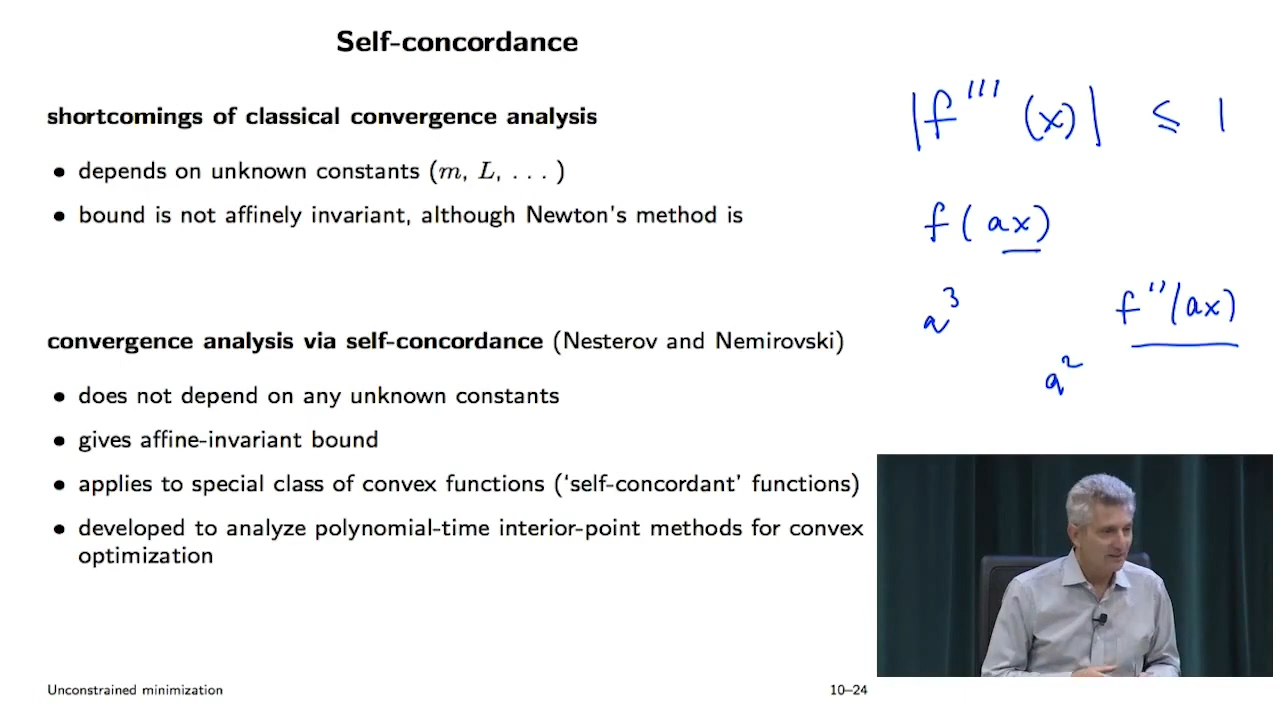 Self-concordance
shortcomings of classical convergence analysis
• depends on unknown constants (m, L, . . . )
• bound is not affinely invariant, although Newton's method is
convergence analysis via self-concordance (Nesterov and Nemirovski)
• does not depend on any unknown constants
• gives affine-invariant bound
• applies to special class of convex functions ('self-concordant' functions)
• developed to analyze polynomial-time interior-point methods for convex
optimization
Unconstrained minimization
10–24
|f'''(x)| ≤ 1
f(ax)
a³
f''(ax)
a²